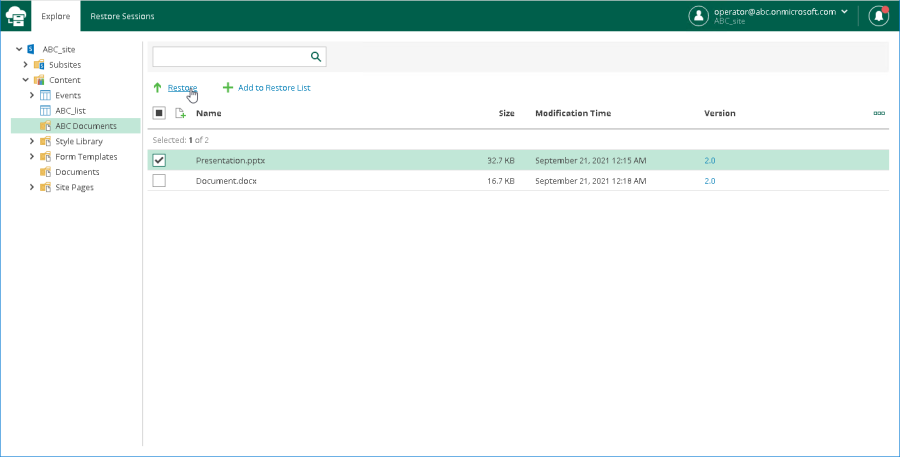 Explore Restore Sessions operator@abc.onmicrosoft.com
ABC_site
ABC_site
Subsites
Content
Events
ABC_list
ABC Documents
Style Library
Form Templates
Documents
Site Pages
Restore Add to Restore List
Name Size Modification Time Version
Selected: 1 of 2
Presentation.pptx 32.7 KB September 21, 2021 12:15 AM 2.0
Document.docx 16.7 KB September 21, 2021 12:18 AM 2.0